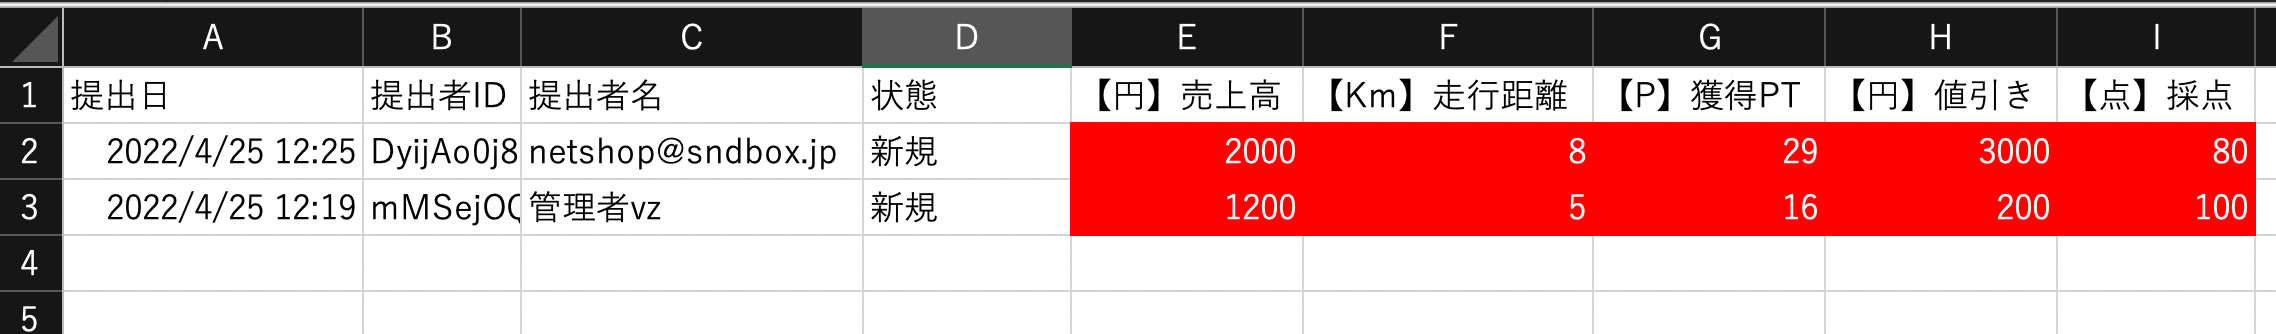 A B C D E F G H I
1 提出日 提出者ID 提出者名 状態 【円】売上高 【Km】走行距離 【P】獲得PT 【円】値引き 【点】採点
2 2022/4/25 12:25 DyijAo0j8 netshop@sndbox.jp 新規 2000 8 29 3000 80
3 2022/4/25 12:19 mMSejO 管理者vz 新規 1200 5 16 200 100
4
5